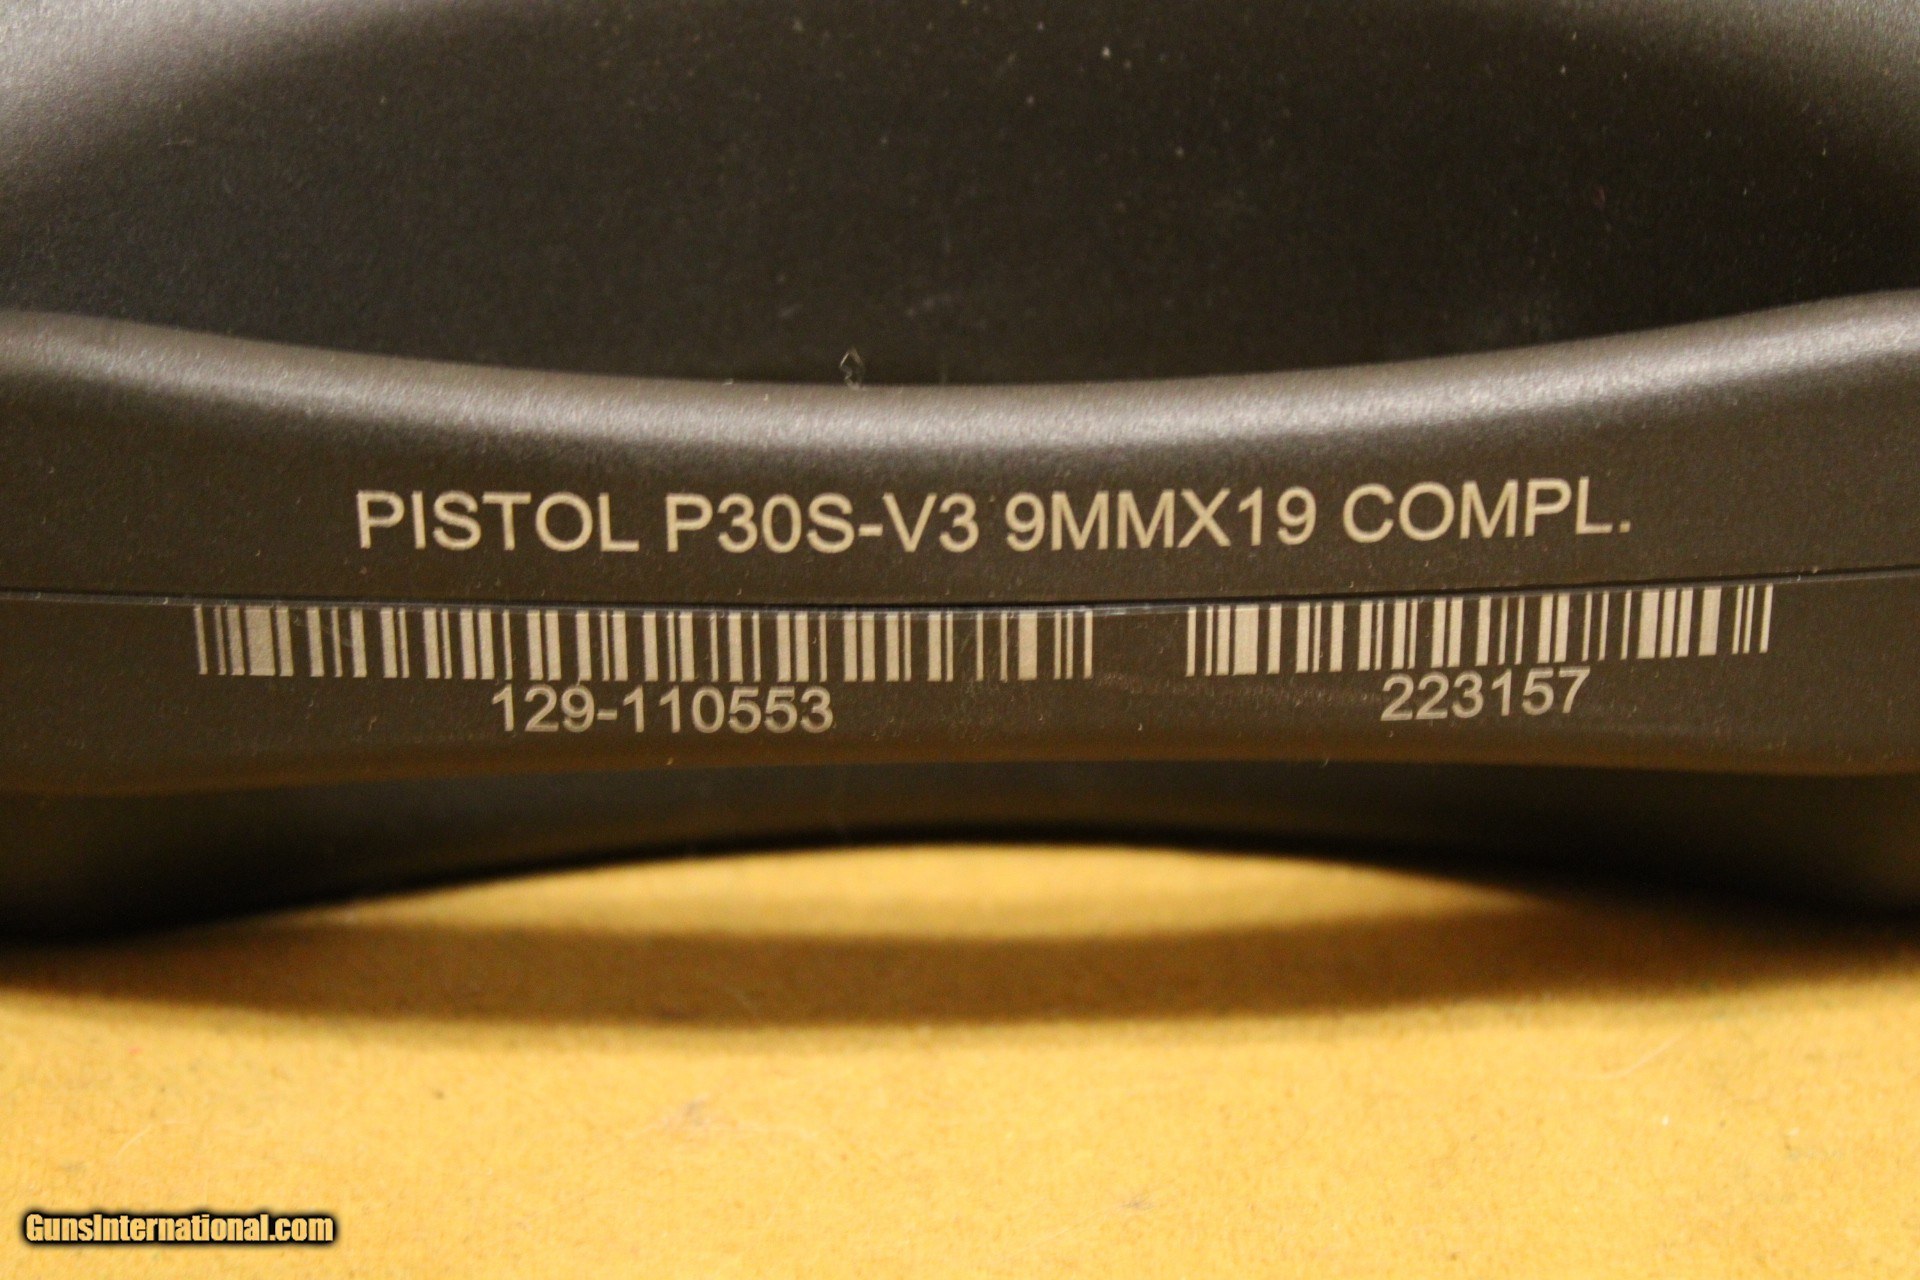 PISTOL P30S-V3 9MMX19 COMPL.
129-110553
223157
GunsInternational.com